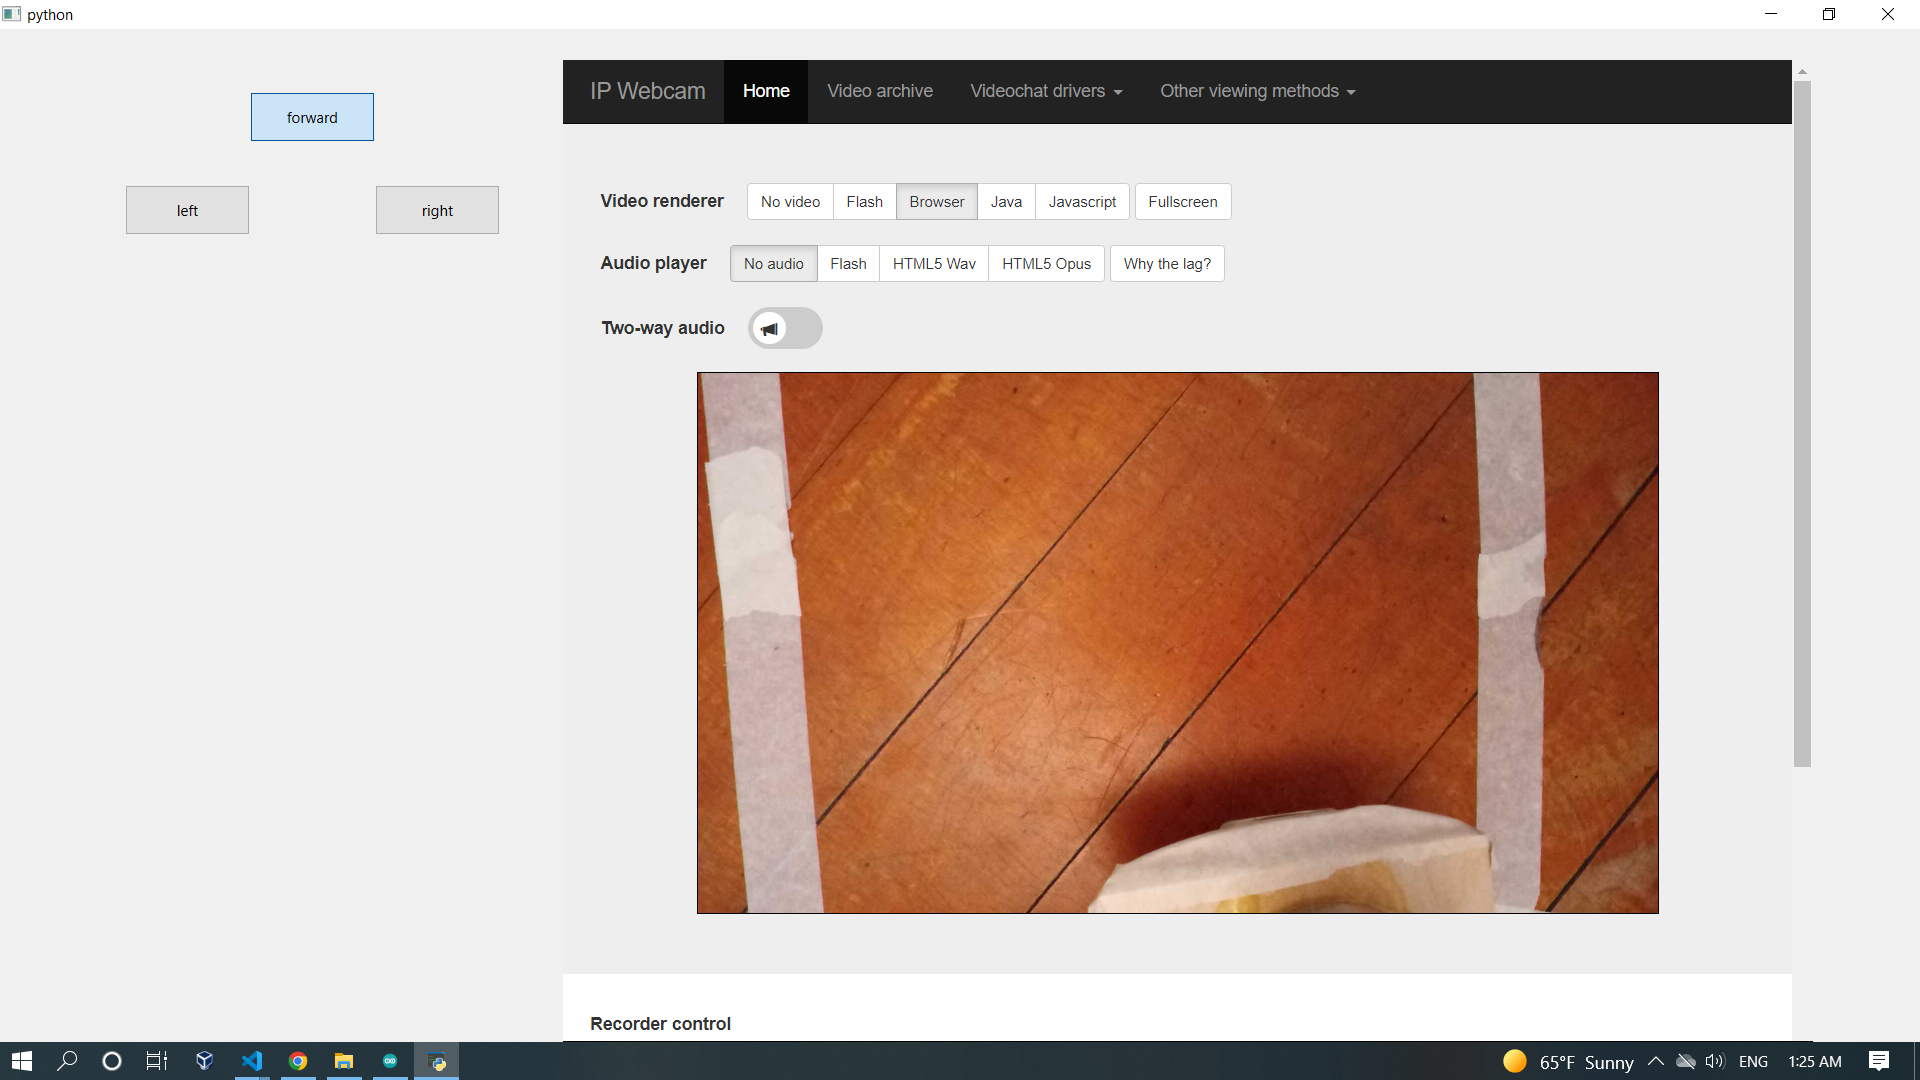 python
forward
left
right
IP Webcam Home Video archive Videochat drivers Other viewing methods
Video renderer No video Flash Browser Java Javascript Fullscreen
Audio player No audio Flash HTML5 Wav HTML5 Opus Why the lag?
Two-way audio
Recorder control
65°F Sunny ENG 1:25 AM